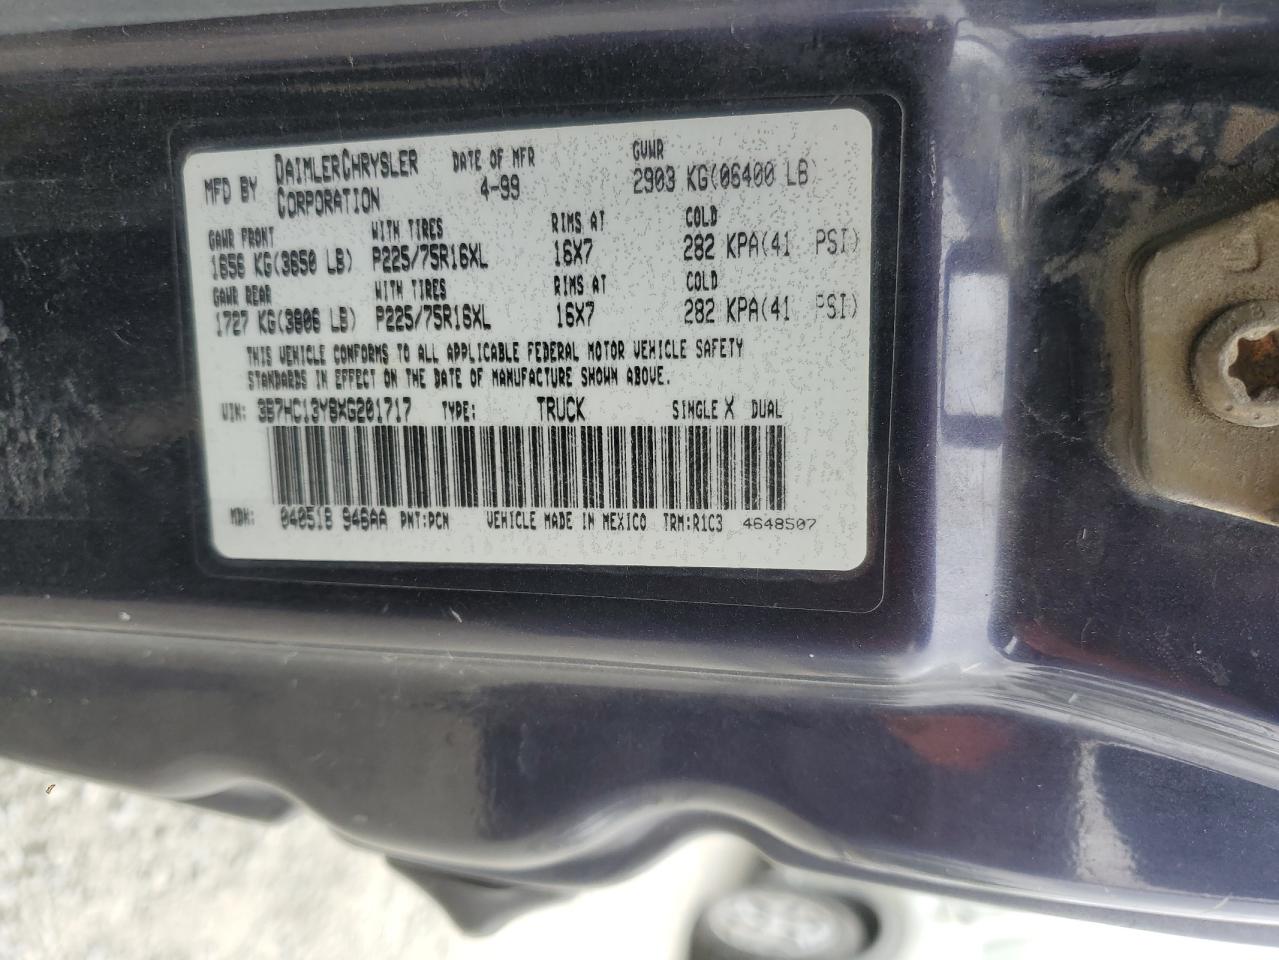 MFD BY DAIMLERCHRYSLER CORPORATION DATE OF MFR 4-99 GVWR 2903 KG(06400 LB)
GAWR FRONT WITH TIRES RIMS AT COLD
1656 KG(3650 LB) P225/75R16XL 16X7 282 KPA(41 PSI)
GAWR REAR WITH TIRES RIMS AT COLD
1727 KG(3806 LB) P225/75R16XL 16X7 282 KPA(41 PSI)
THIS VEHICLE CONFORMS TO ALL APPLICABLE FEDERAL MOTOR VEHICLE SAFETY
STANDARDS IN EFFECT ON THE DATE OF MANUFACTURE SHOWN ABOVE.
VIN: 3B7HC13Y8XG201717 TYPE: TRUCK SINGLE X DUAL
MDH: 040518 948AA PNT:PCN VEHICLE MADE IN MEXICO TRM:R1C3 4648507